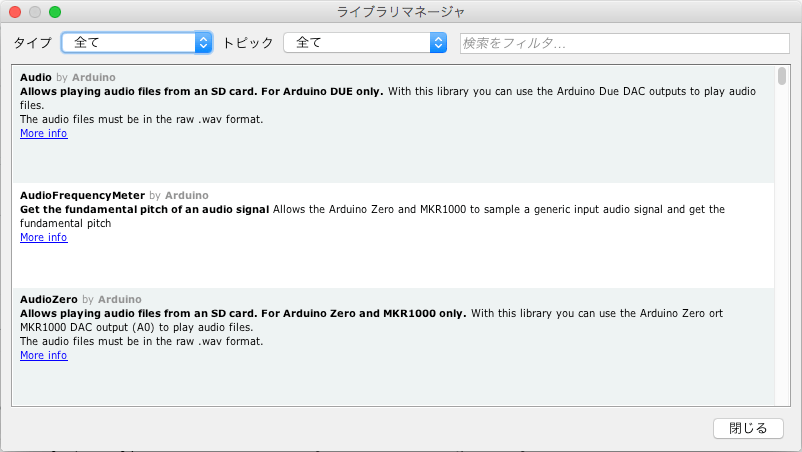 ライブラリマネージャ
タイプ 全て トピック 全て 検索をフィルタ...
Audio by Arduino
Allows playing audio files from an SD card. For Arduino DUE only. With this library you can use the Arduino Due DAC outputs to play audio
files.
The audio files must be in the raw .wav format.
More info
AudioFrequencyMeter by Arduino
Get the fundamental pitch of an audio signal Allows the Arduino Zero and MKR1000 to sample a generic input audio signal and get the
fundamental pitch
More info
AudioZero by Arduino
Allows playing audio files from an SD card. For Arduino Zero and MKR1000 only. With this library you can use the Arduino Zero ort
MKR1000 DAC output (A0) to play audio files.
The audio files must be in the raw .wav format.
More info
閉じる